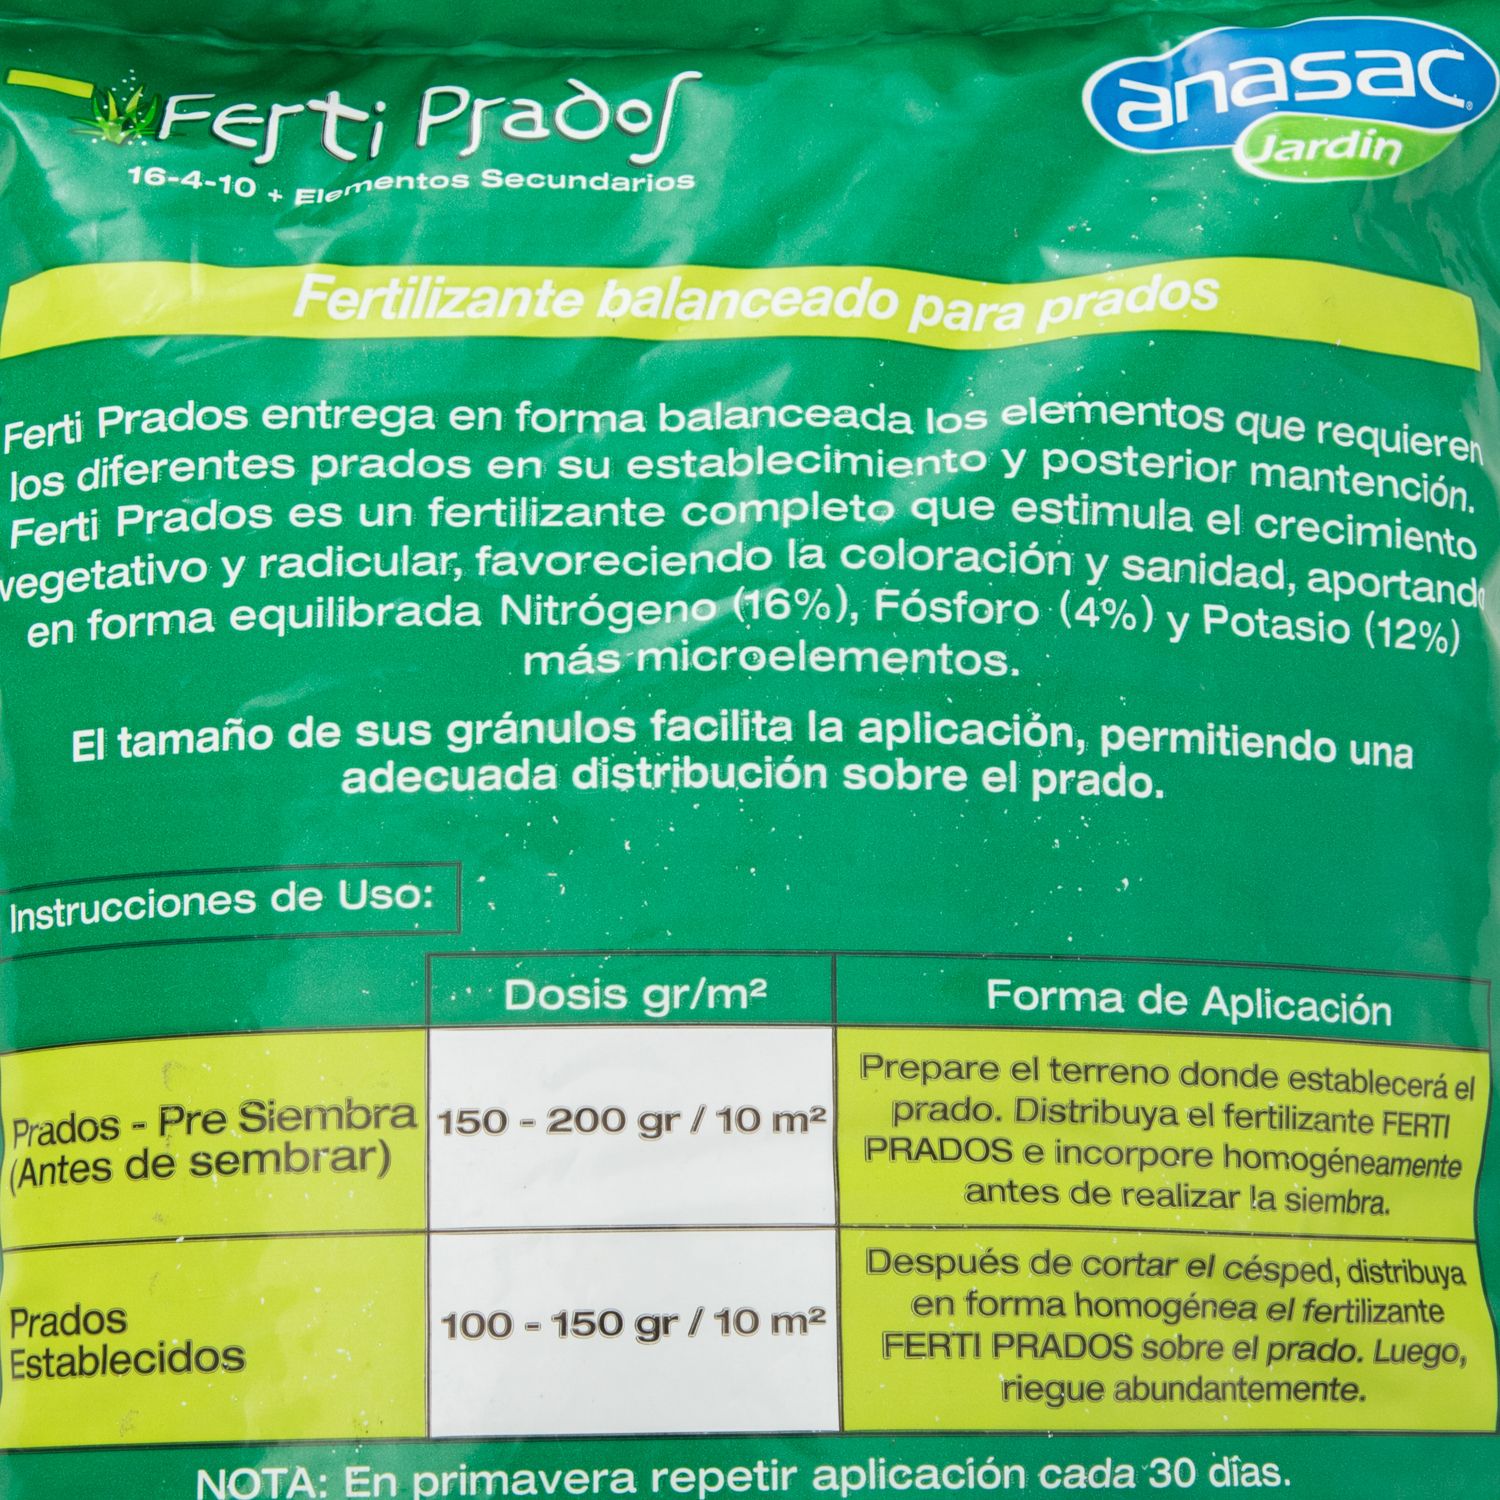 Ferti Prados
16-4-10 + Elementos Secundarios
ànasac
Jardín
Fertilizante balanceado para prados
Ferti Prados entrega en forma balanceada los elementos que requieren
los diferentes prados en su establecimiento y posterior mantención.
Ferti Prados es un fertilizante completo que estimula el crecimiento
vegetativo y radicular, favoreciendo la coloración y sanidad, aportando
en forma equilibrada Nitrógeno (16%), Fósforo (4%) y Potasio (12%)
más microelementos.
El tamaño de sus gránulos facilita la aplicación, permitiendo una
adecuada distribución sobre el prado.
Instrucciones de Uso:
Dosis gr/m²
Forma de Aplicación
Prados - Pre Siembra
(Antes de sembrar)
150 - 200 gr / 10 m²
Prepare el terreno donde establecerá el
prado. Distribuya el fertilizante FERTI
PRADOS e incorpore homogéneamente
antes de realizar la siembra.
Prados
Establecidos
100 - 150 gr / 10 m²
Después de cortar el césped, distribuya
en forma homogénea el fertilizante
FERTI PRADOS sobre el prado. Luego,
riegue abundantemente.
NOTA: En primavera repetir aplicación cada 30 días.